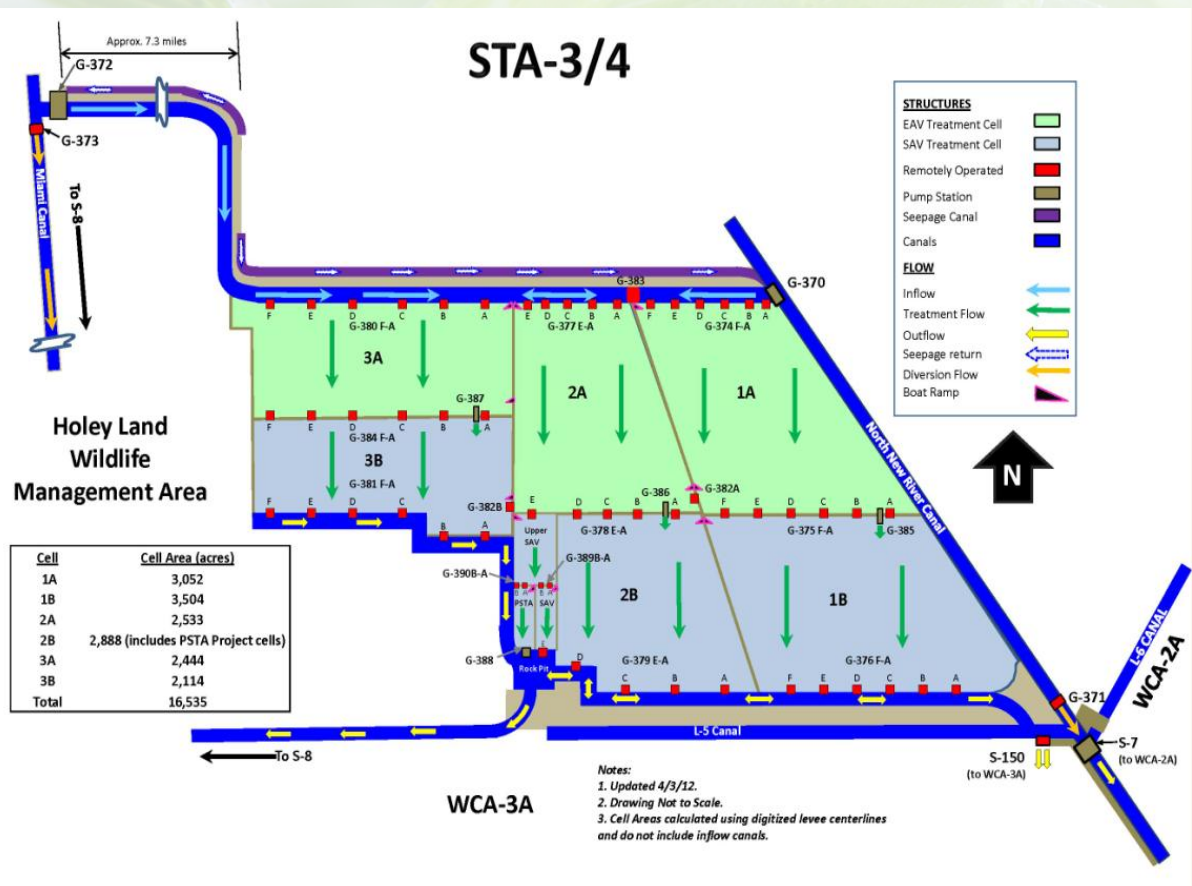 STA-3/4
Approx. 7.3 miles
G-372
G-373
Miami Canal
To S-8
STRUCTURES
EAV Treatment Cell
SAV Treatment Cell
Remotely Operated
Pump Station
Seepage Canal
Canals
FLOW
Inflow
Treatment Flow
Outflow
Seepage return
Diversion Flow
Boat Ramp
N
G-383
G-370
F E D C B A E D C B A F E D C B A
G-380 F-A G-377 E-A G-374 F-A
3A
2A
1A
G-387
F E D C B A
G-384 F-A
3B
G-381 F-A
North New River Canal
Holey Land
Wildlife
Management Area
G-386
G-382A
G-382B
F E D C E D C B A F E D C B A
G-378 E-A G-375 F-A G-385
B A
Upper
SAV
G-389B-A
G-390B-A
B A B A
PSTA SAV
2B
1B
G-388
E
Rock Pit
D
G-379 E-A G-376 F-A
C B A F E D C B A
Cell Cell Area (acres)
1A 3,052
1B 3,504
2A 2,533
2B 2,888 (includes PSTA Project cells)
3A 2,444
3B 2,114
Total 16,535
L-6 CANAL
WCA-2A
G-371
L-5 Canal
S-7
(to WCA-2A)
S-150
(to WCA-3A)
To S-8
WCA-3A
Notes:
1. Updated 4/3/12.
2. Drawing Not to Scale.
3. Cell Areas calculated using digitized levee centerlines
and do not include inflow canals.